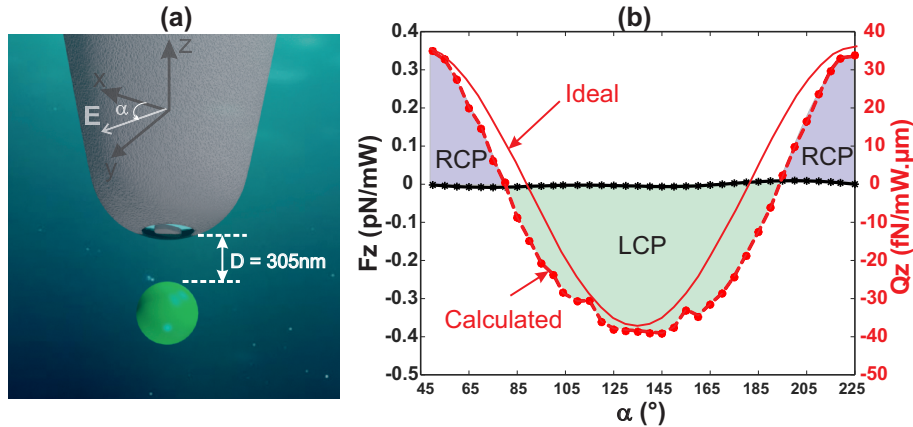 (a)
z
x
α
E
y
D = 305nm
(b)
0.4
0.3
0.2
0.1
0
-0.1
-0.2
-0.3
-0.4
-0.5
Fz (pN/mW)
45 65 85 105 125 145 165 185 205 225
α (°)
40
30
20
10
0
-10
-20
-30
-40
-50
Qz (fN/mW.μm)
Ideal
RCP
RCP
LCP
Calculated